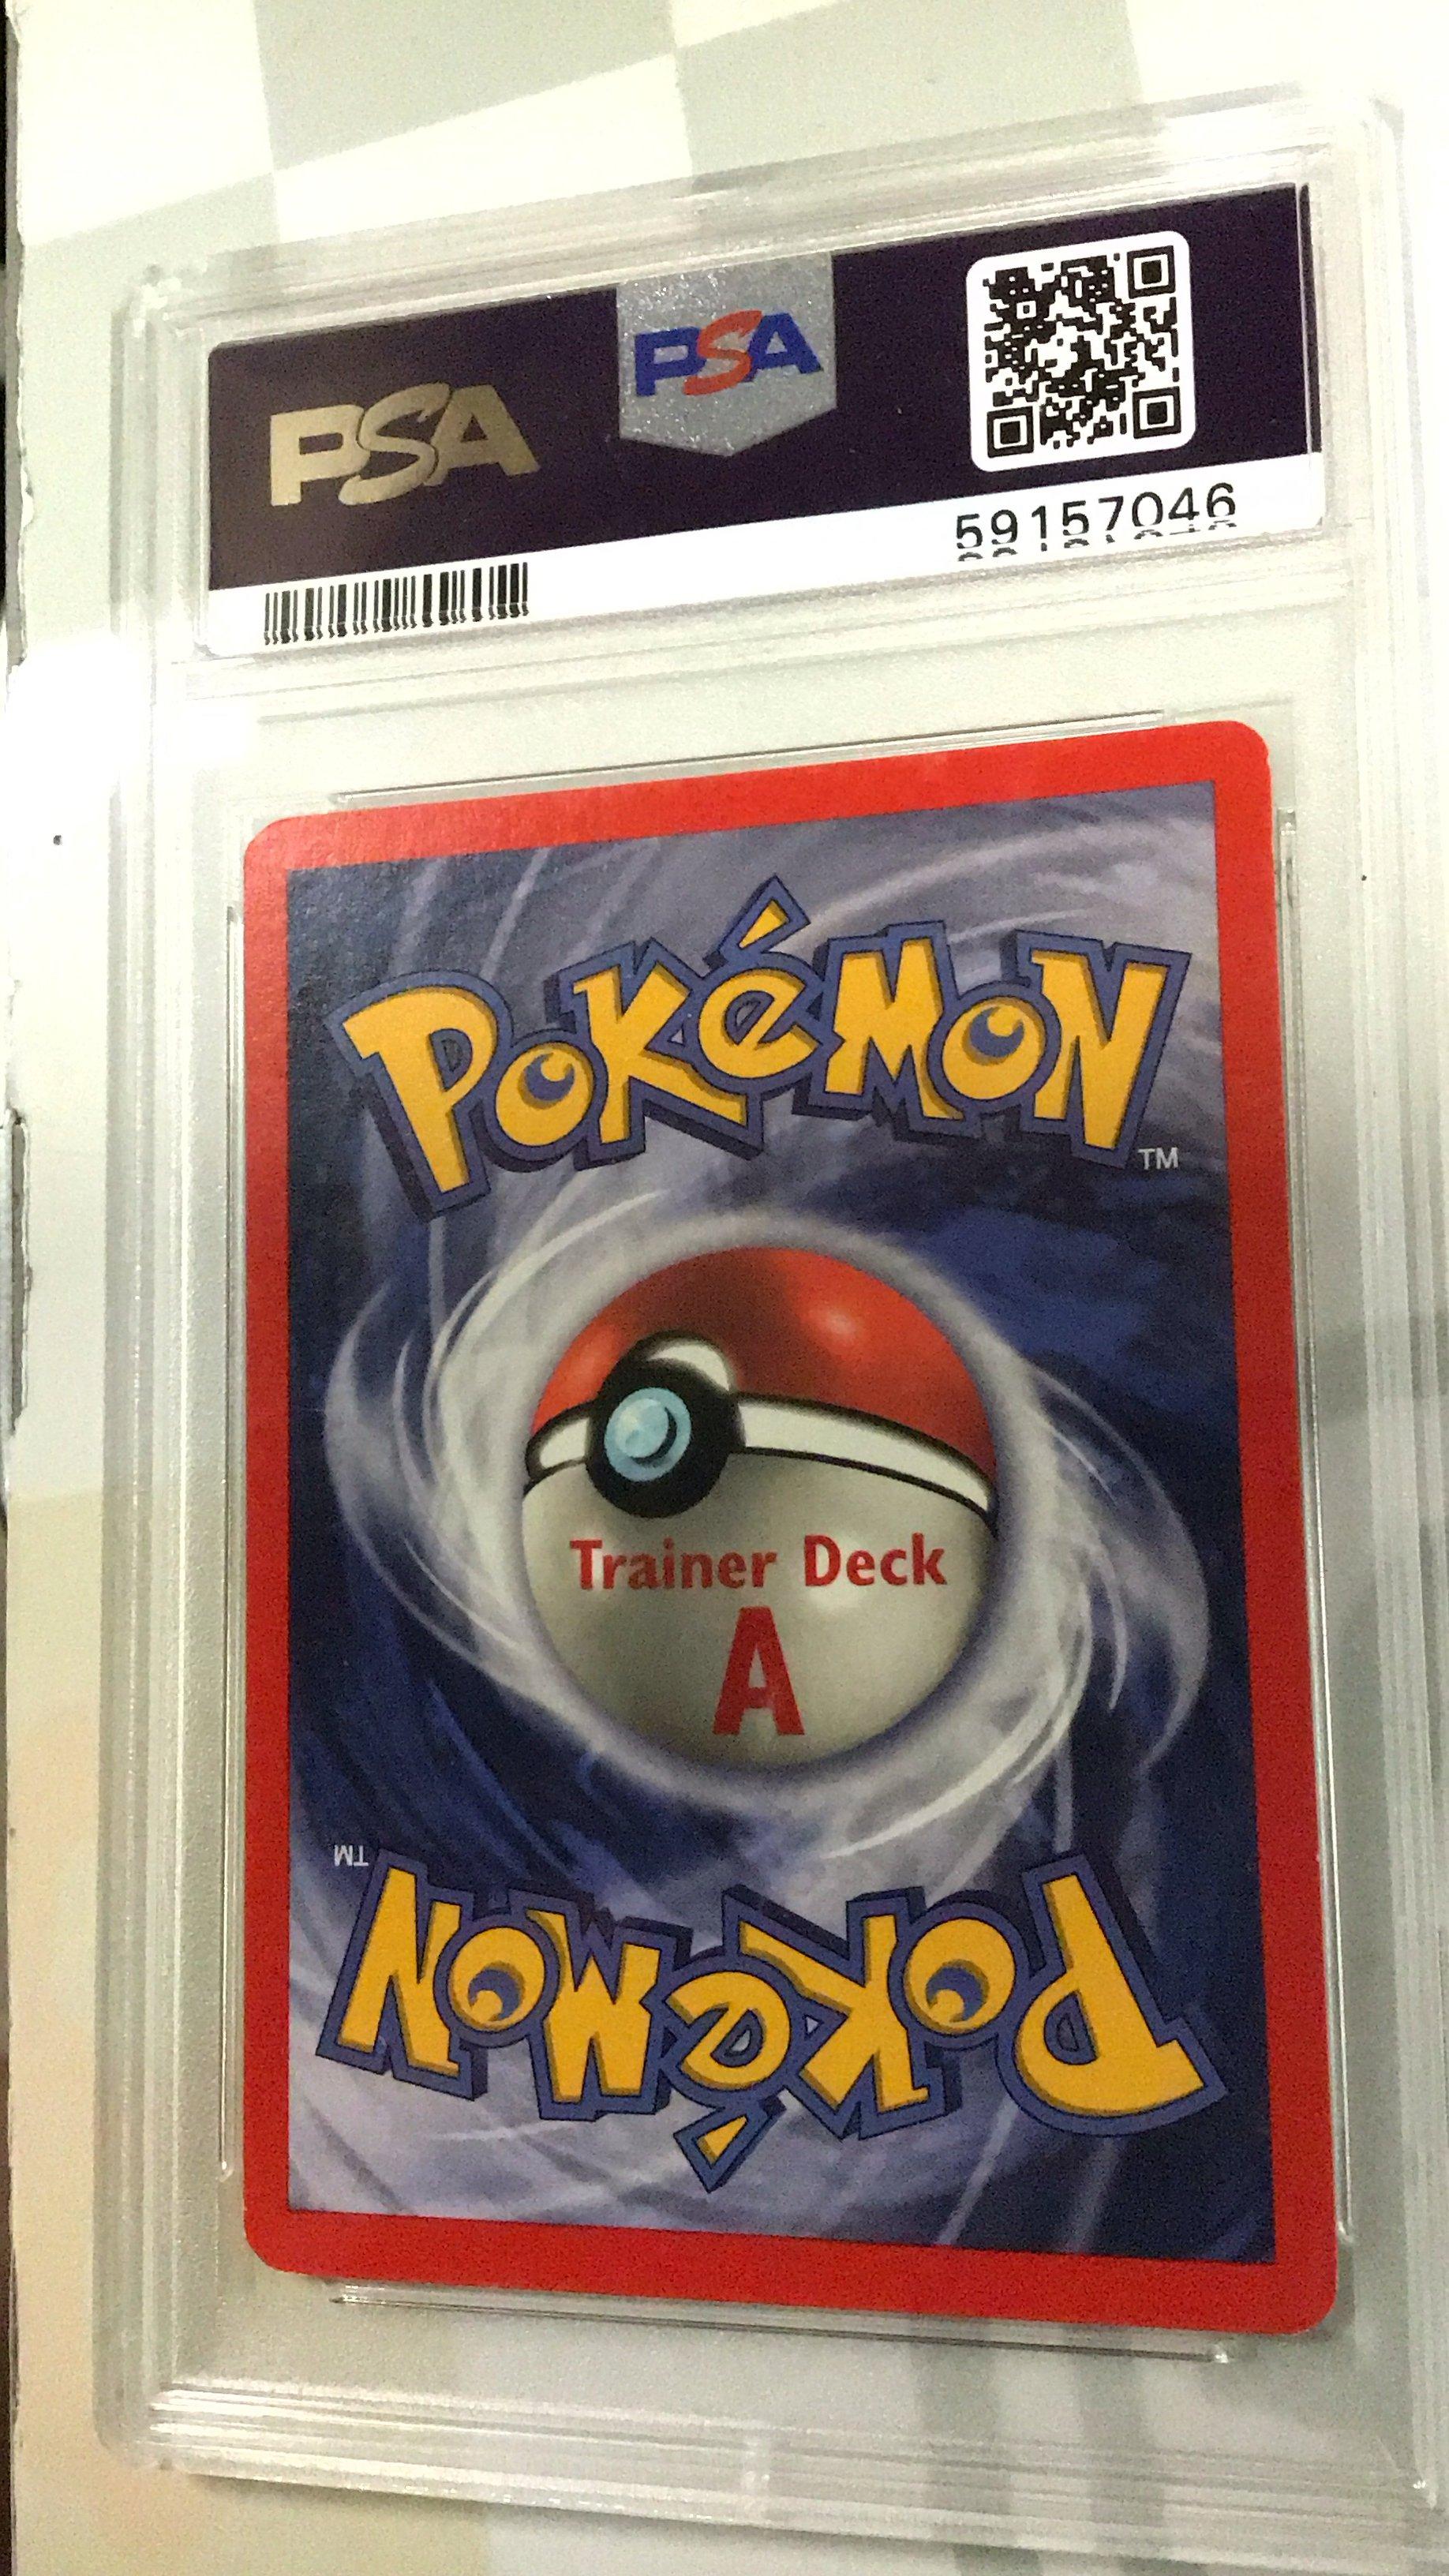 PSA
PSA
59157046
POKéMON
TM
Trainer Deck
A
TM
POKéMON